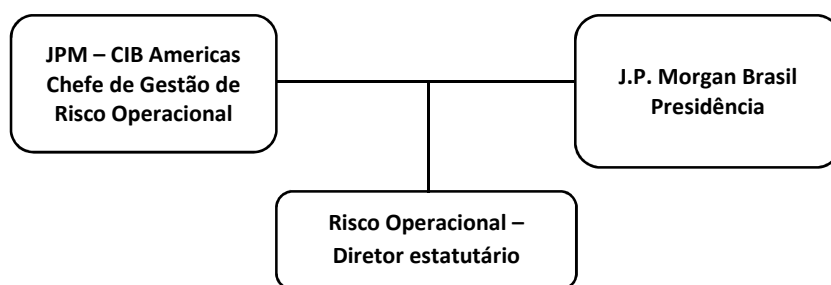 JPM – CIB Americas
Chefe de Gestão de
Risco Operacional
J.P. Morgan Brasil
Presidência
Risco Operacional –
Diretor estatutário